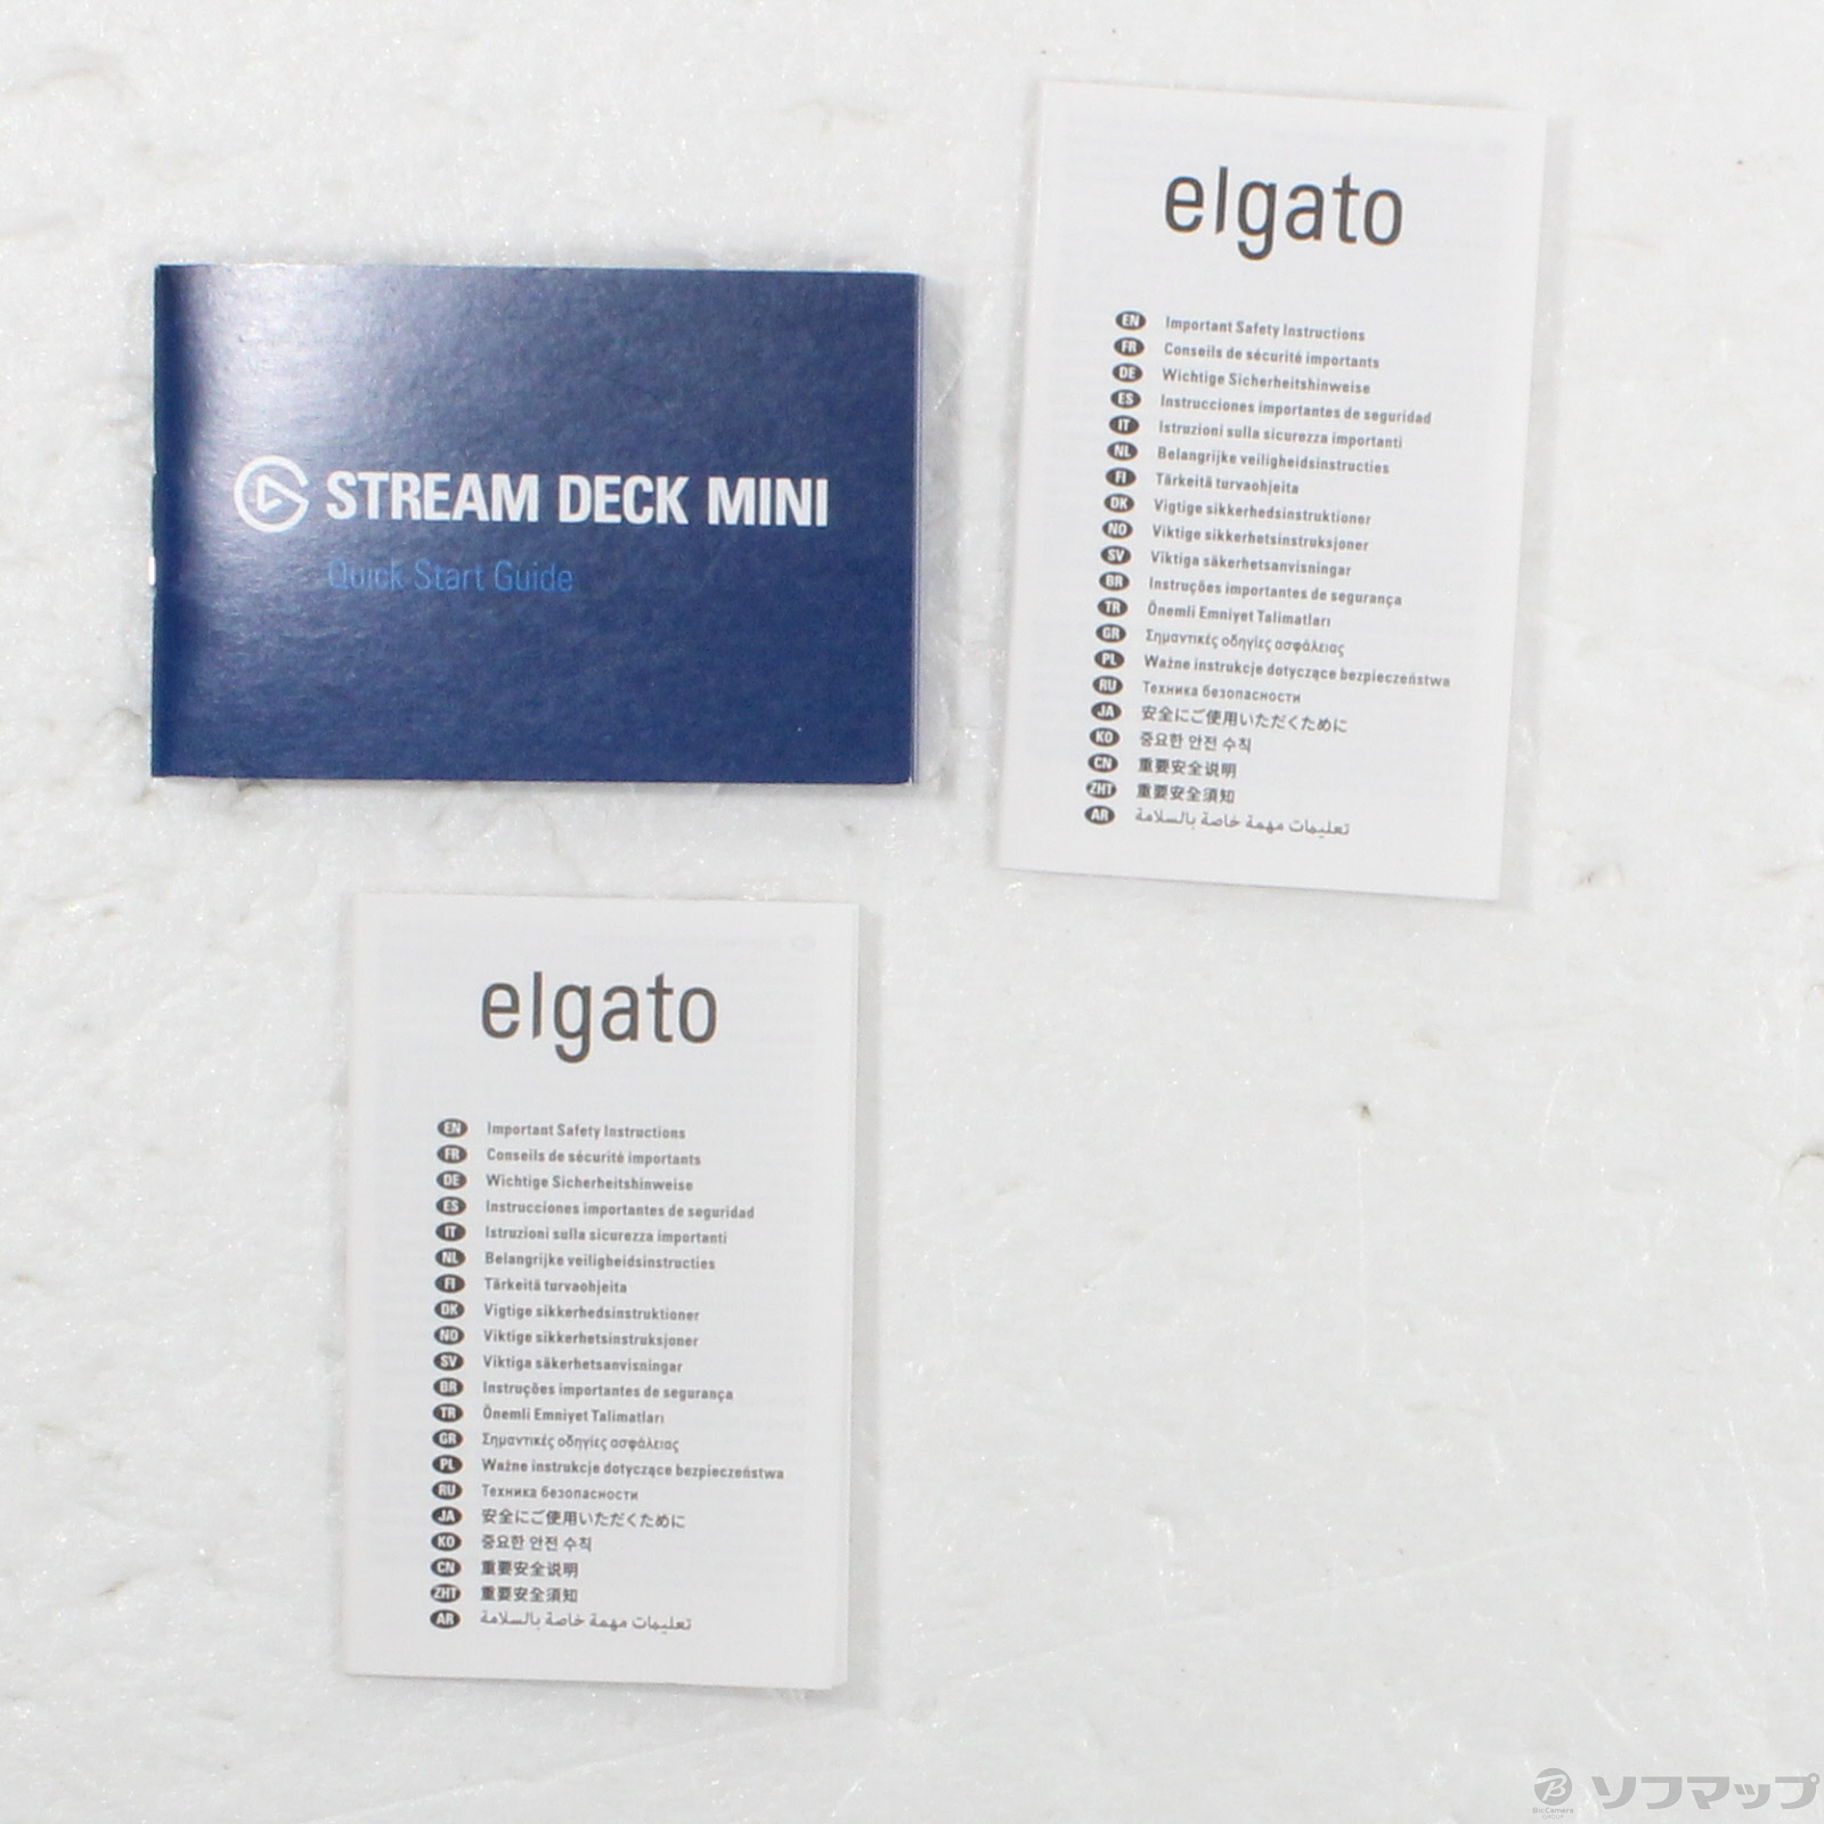 STREAM DECK MINI
Quick Start Guide
elgato
EN Important Safety Instructions
FR Conseils de sécurité importants
DE Wichtige Sicherheitshinweise
ES Instrucciones importantes de seguridad
IT Istruzioni sulla sicurezza importanti
NL Belangrijke veiligheidsinstructies
FI Tärkeitä turvaohjeita
DK Vigtige sikkerhedsinstruktioner
NO Viktige sikkerhetsinstruksjoner
SV Viktiga säkerhetsanvisningar
BR Instruções importantes de segurança
TR Önemli Emniyet Talimatları
GR Σημαντικές οδηγίες ασφάλειας
PL Ważne instrukcje dotyczące bezpieczeństwa
RU Техника безопасности
JA 安全にご使用いただくために
KO 중요한 안전 수칙
CN 重要安全说明
ZHT 重要安全須知
AR تعليمات مهمة خاصة بالسلامة
elgato
EN Important Safety Instructions
FR Conseils de sécurité importants
DE Wichtige Sicherheitshinweise
ES Instrucciones importantes de seguridad
IT Istruzioni sulla sicurezza importanti
NL Belangrijke veiligheidsinstructies
FI Tärkeitä turvaohjeita
DK Vigtige sikkerhedsinstruktioner
NO Viktige sikkerhetsinstruksjoner
SV Viktiga säkerhetsanvisningar
BR Instruções importantes de segurança
TR Önemli Emniyet Talimatları
GR Σημαντικές οδηγίες ασφάλειας
PL Ważne instrukcje dotyczące bezpieczeństwa
RU Техника безопасности
JA 安全にご使用いただくために
KO 중요한 안전 수칙
CN 重要安全说明
ZHT 重要安全須知
AR تعليمات مهمة خاصة بالسلامة
B
BicCamera
GROUP
ソフマップ